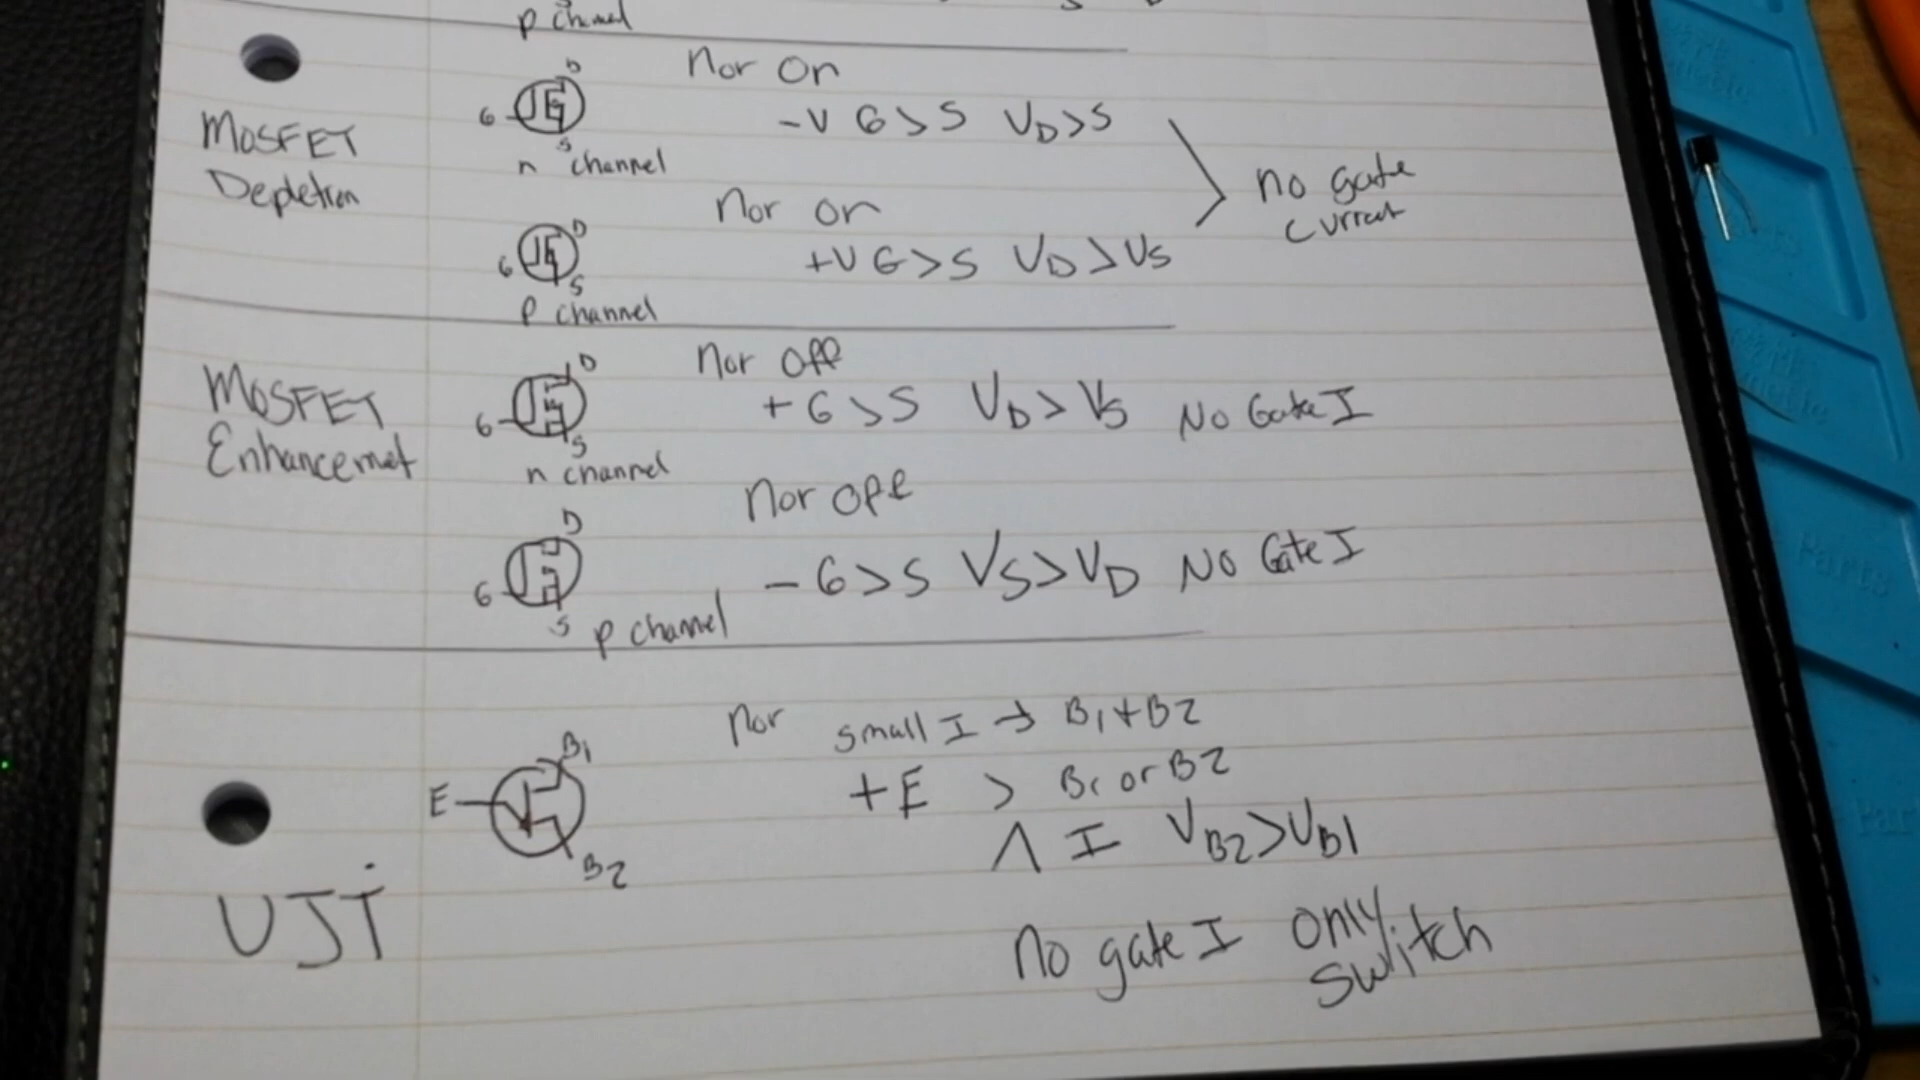 p channel
MOSFET
Depletion
D
G
S
n channel
Nor On
-V G > S VD > S
D
G
S
P channel
Nor on
+V G > S VD > VS
no gate
current
MOSFET
Enhancemet
D
G
S
n channel
Nor Off
+ G > S VD > VS No Gate I
D
G
S
p channel
Nor Off
- G > S VS > VD No Gate I
UJT
E
B1
B2
Nor small I → B1 + B2
+ E > B1 or B2
Λ I VB2 > VB1
No gate I only
switch